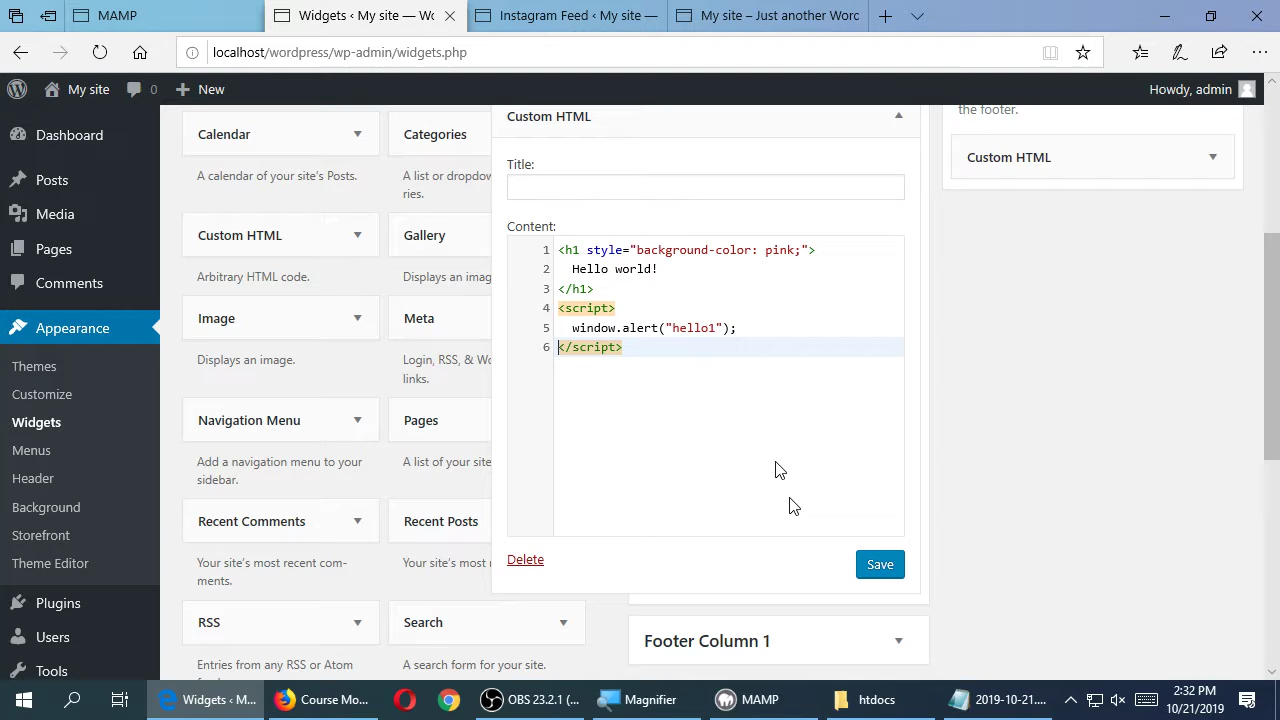 MAMP
Widgets ‹ My site — Wo
Instagram Feed ‹ My site —
My site – Just another Worc
localhost/wordpress/wp-admin/widgets.php
My site
0
New
Howdy, admin
Dashboard
Posts
Media
Pages
Comments
Appearance
Themes
Customize
Widgets
Menus
Header
Background
Storefront
Theme Editor
Plugins
Users
Tools
Calendar
A calendar of your site's Posts.
Custom HTML
Arbitrary HTML code.
Image
Displays an image.
Navigation Menu
Add a navigation menu to your
sidebar.
Recent Comments
Your site's most recent com-
ments.
RSS
Entries from any RSS or Atom
Categories
A list or dropdow
ries.
Gallery
Displays an imag
Meta
Login, RSS, & Wo
links.
Pages
A list of your site
Recent Posts
Your site's most r
Search
A search form for your site.
Custom HTML
Title:
Content:
1 <h1 style="background-color: pink;">
2 Hello world!
3 </h1>
4 <script>
5 window.alert("hello1");
6 </script>
Delete
Save
Footer Column 1
the footer.
Custom HTML
Widgets ‹ M...
Course Mo...
OBS 23.2.1 (...
Magnifier
MAMP
htdocs
2019-10-21....
2:32 PM
10/21/2019